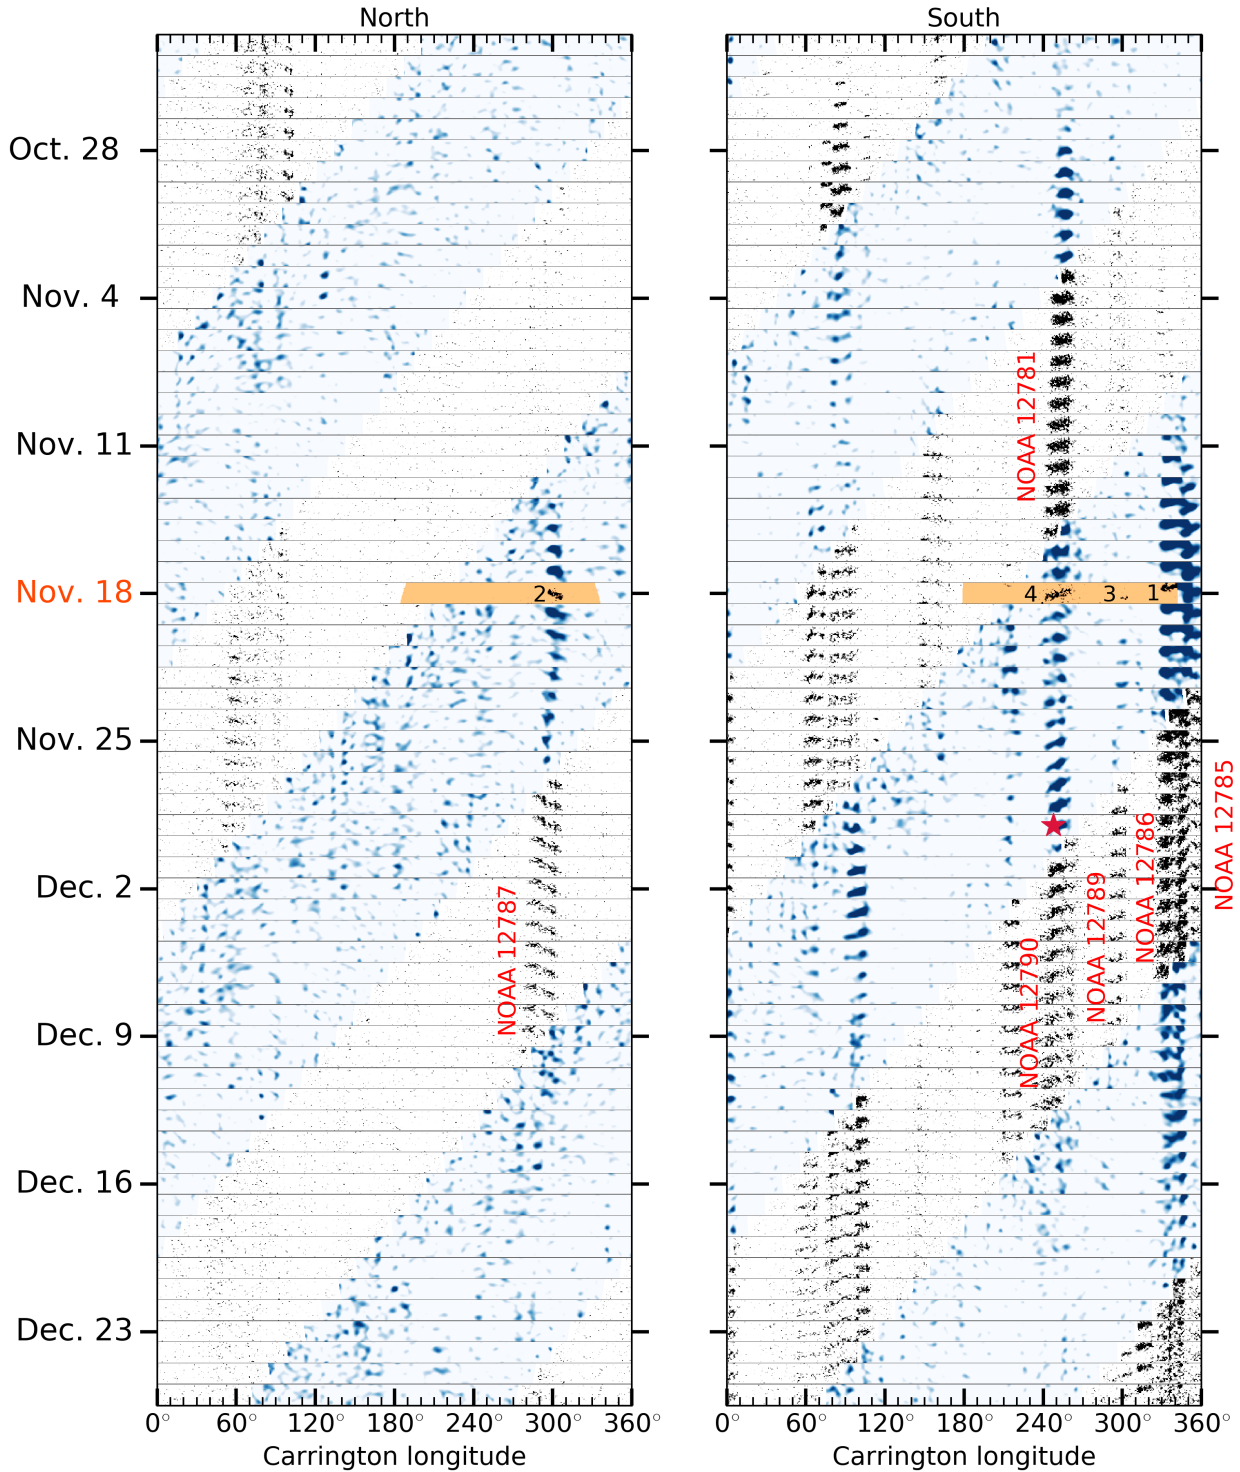 North
South
Oct. 28
Nov. 4
Nov. 11
Nov. 18
Nov. 25
Dec. 2
Dec. 9
Dec. 16
Dec. 23
2
NOAA 12787
NOAA 12781
4
3
1
NOAA 12790
NOAA 12789
NOAA 12786
NOAA 12785
0° 60° 120° 180° 240° 300° 360°
Carrington longitude
0° 60° 120° 180° 240° 300° 360°
Carrington longitude